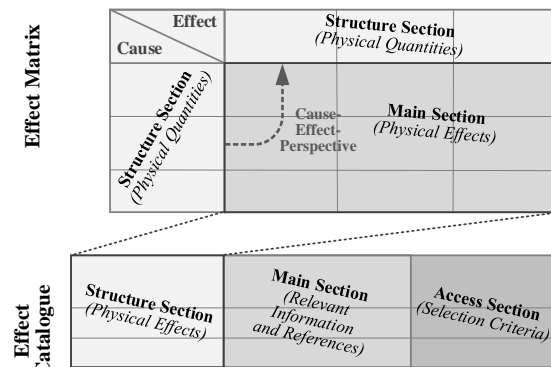 Effect Matrix
Effect
Cause
Structure Section
(Physical Quantities)
Structure Section
(Physical Quantities)
Cause-
Effect-
Perspective
Main Section
(Physical Effects)
Effect
Catalogue
Structure Section
(Physical Effects)
Main Section
(Relevant
Information
and References)
Access Section
(Selection Criteria)